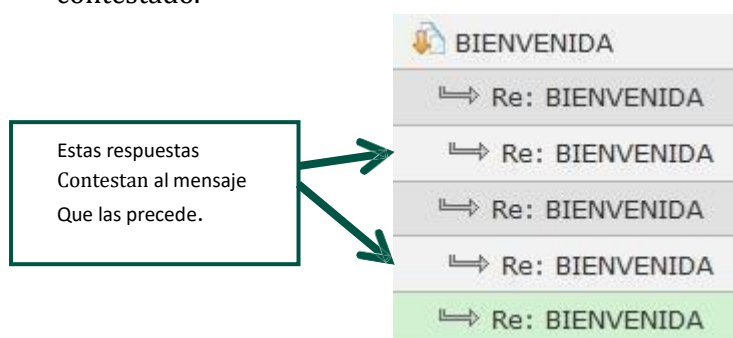 contestado.
BIENVENIDA
Re: BIENVENIDA
Re: BIENVENIDA
Re: BIENVENIDA
Re: BIENVENIDA
Re: BIENVENIDA
Estas respuestas
Contestan al mensaje
Que las precede.